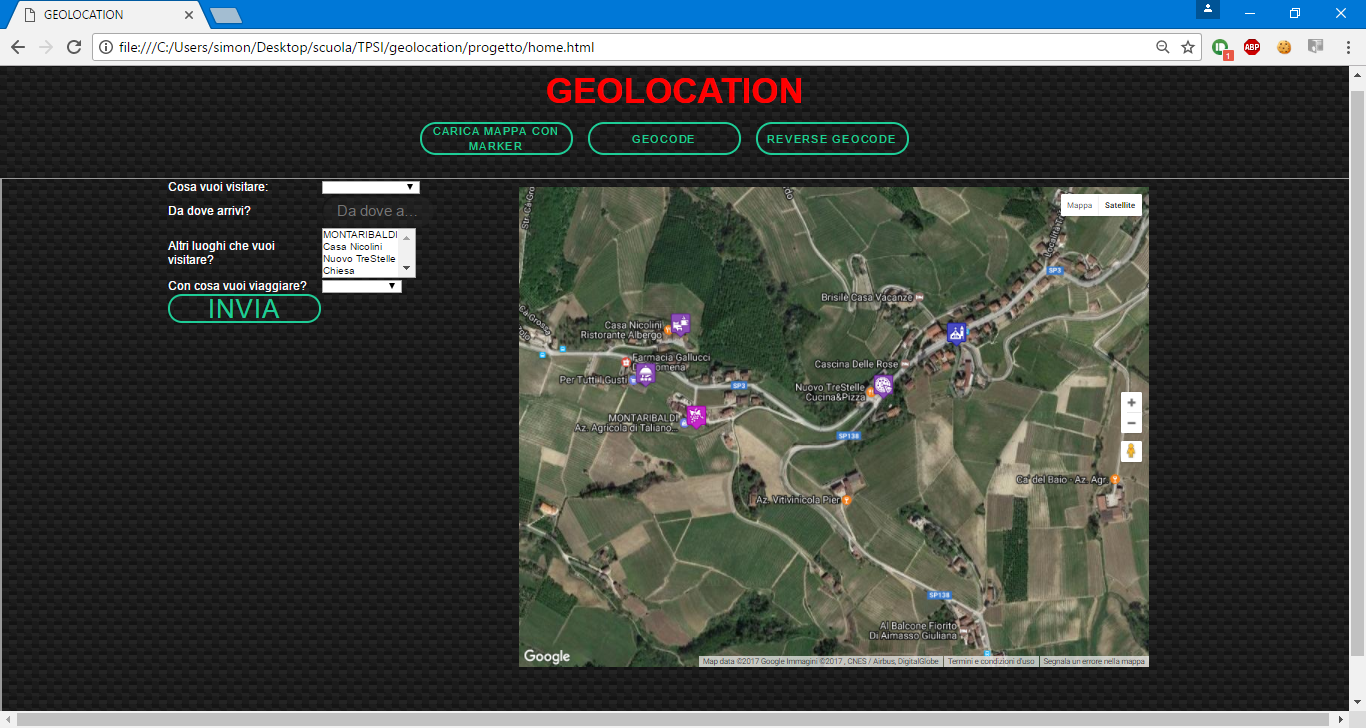 GEOLOCATION
file:///C:/Users/simon/Desktop/scuola/TPSI/geolocation/progetto/home.html
1
ABP
GEOLOCATION
CARICA MAPPA CON
MARKER
GEOCODE
REVERSE GEOCODE
Cosa vuoi visitare:
Da dove arrivi?
Da dove a...
Altri luoghi che vuoi
visitare?
MONTARIBALDI
Casa Nicolini
Nuovo TreStelle
Chiesa
Con cosa vuoi viaggiare?
INVIA
Mappa
Satellite
SP3
Brisile Casa Vacanze
Casa Nicolini
Ristorante Albergo
Farmacia Gallucci
Per Tutti I Gusti
SP3
Cascina Delle Rose
Nuovo TreStelle
Cucina&Pizza
MONTARIBALDI
Az. Agricola di Taliano...
SP138
Az. Vitivinicola Pier
Ca' del Baio - Az. Agr.
SP138
Al Balcone Fiorito
Di Aimasso Giuliana
Google
Map data ©2017 Google Immagini ©2017 , CNES / Airbus, DigitalGlobe
Termini e condizioni d'uso
Segnala un errore nella mappa